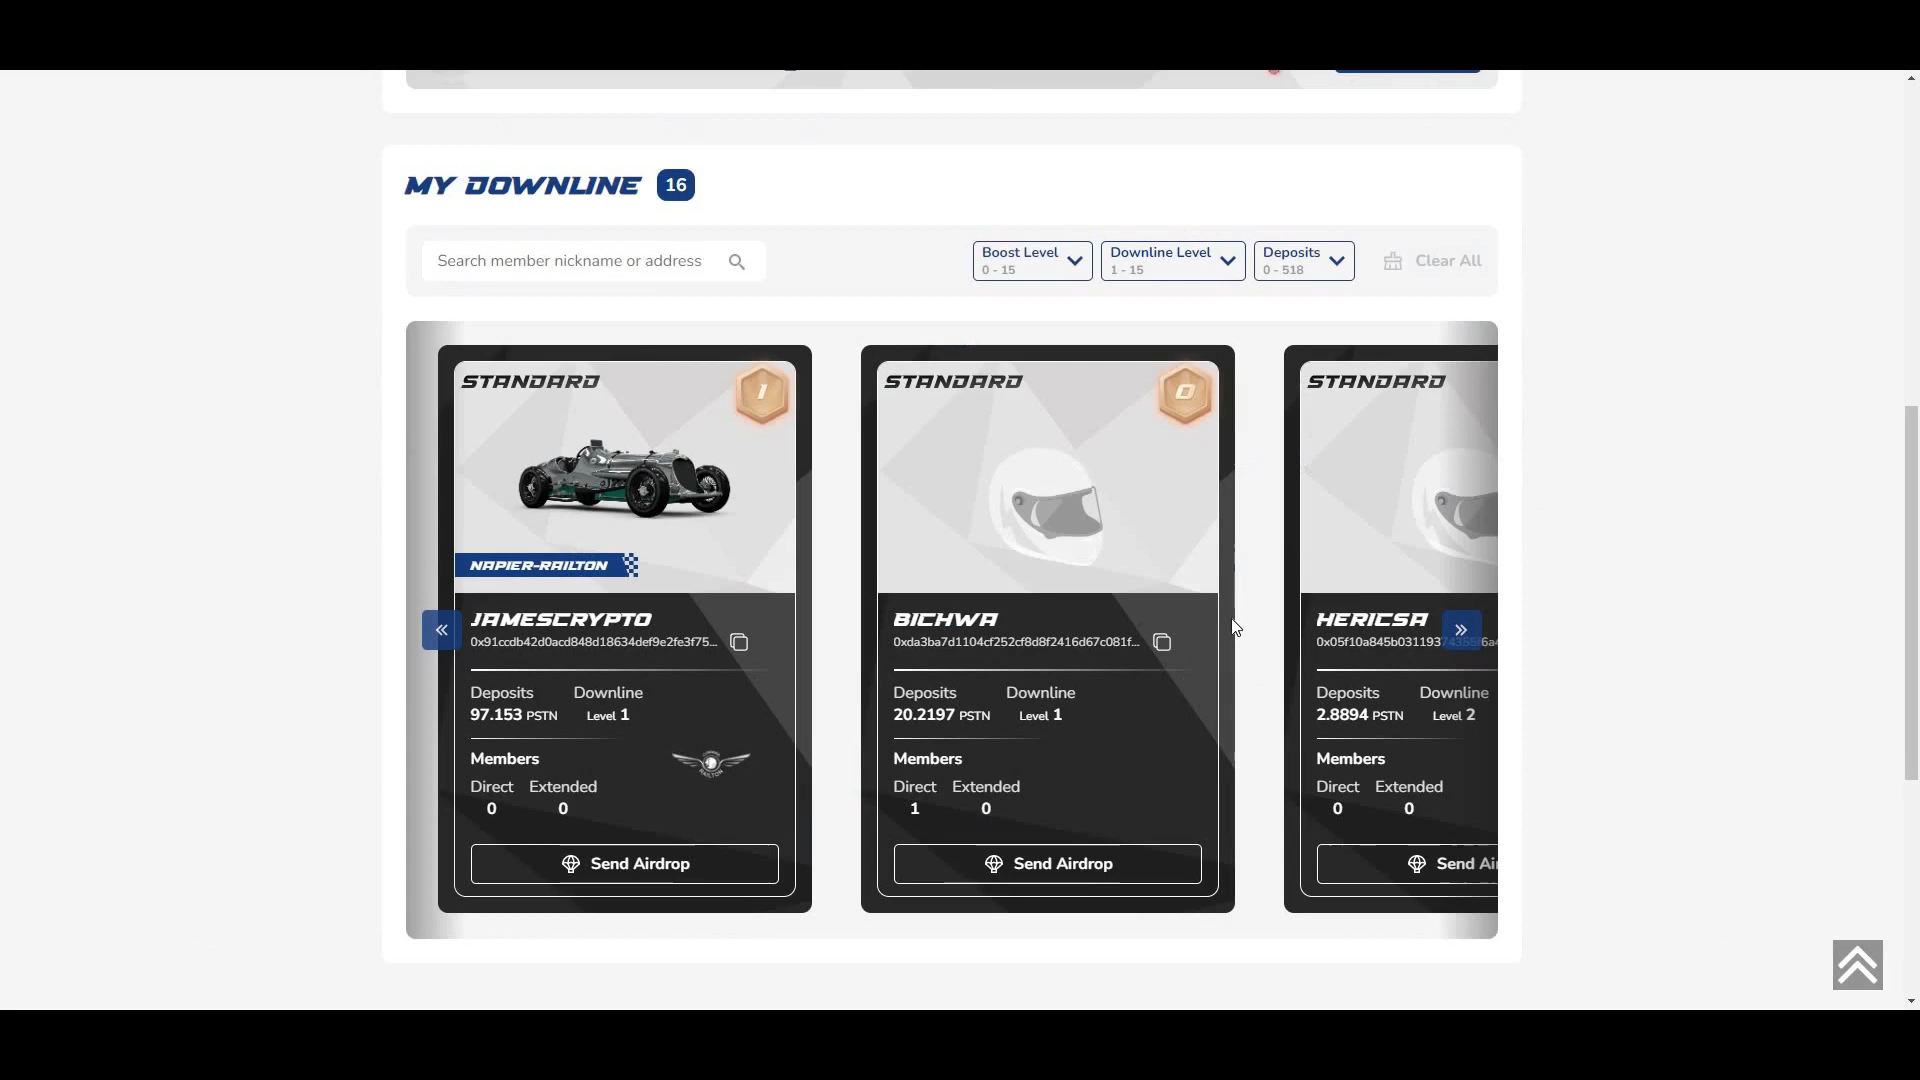 MY DOWNLINE 16
Search member nickname or address
Boost Level
0 - 15
Downline Level
1 - 15
Deposits
0 - 518
Clear All
STANDARD
1
NAPIER-RAILTON
JAMESCRYPTO
0x91ccdb42d0acd848d18634def9e2fe3f75...
Deposits Downline
97.153 PSTN Level 1
Members
Direct Extended
0 0
Send Airdrop
STANDARD
0
BICHWA
0xda3ba7d1104cf252cf8d8f2416d67c081f...
Deposits Downline
20.2197 PSTN Level 1
Members
Direct Extended
1 0
Send Airdrop
STANDARD
HERICSA
Deposits Downline
2.8894 PSTN Level 2
Members
Direct Extended
0 0
Send Ai